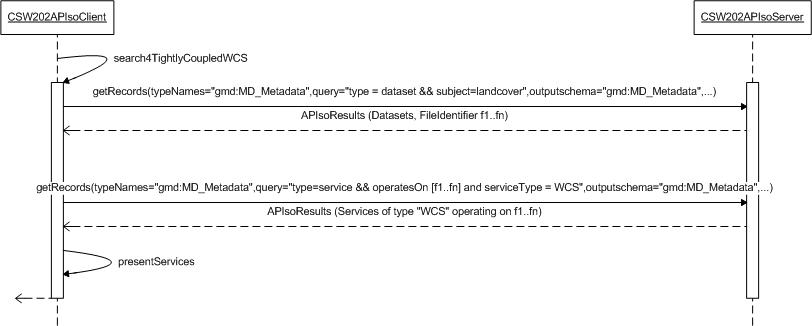 CSW202APIsoClient
CSW202APIsoServer
search4TightlyCoupledWCS
getRecords(typeNames="gmd:MD_Metadata",query="type = dataset && subject=landcover",outputschema="gmd:MD_Metadata",...)
APIsoResults (Datasets, FileIdentifier f1..fn)
getRecords(typeNames="gmd:MD_Metadata",query="type=service && operatesOn [f1..fn] and serviceType = WCS",outputschema="gmd:MD_Metadata",...)
APIsoResults (Services of type "WCS" operating on f1..fn)
presentServices